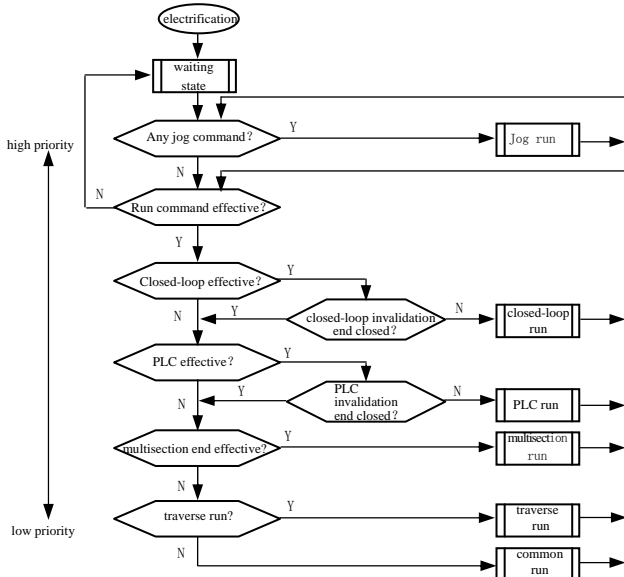 electrification
waiting
state
Any jog command?
Y
Jog run
high priority
N
N
Run command effective?
Y
Closed-loop effective?
Y
N
Y
closed-loop invalidation
end closed?
N
closed-loop
run
PLC effective?
Y
Y
PLC
invalidation
end closed?
N
PLC run
N
multisection end effective?
Y
multisection
run
N
traverse run?
Y
traverse
run
low priority
N
common
run